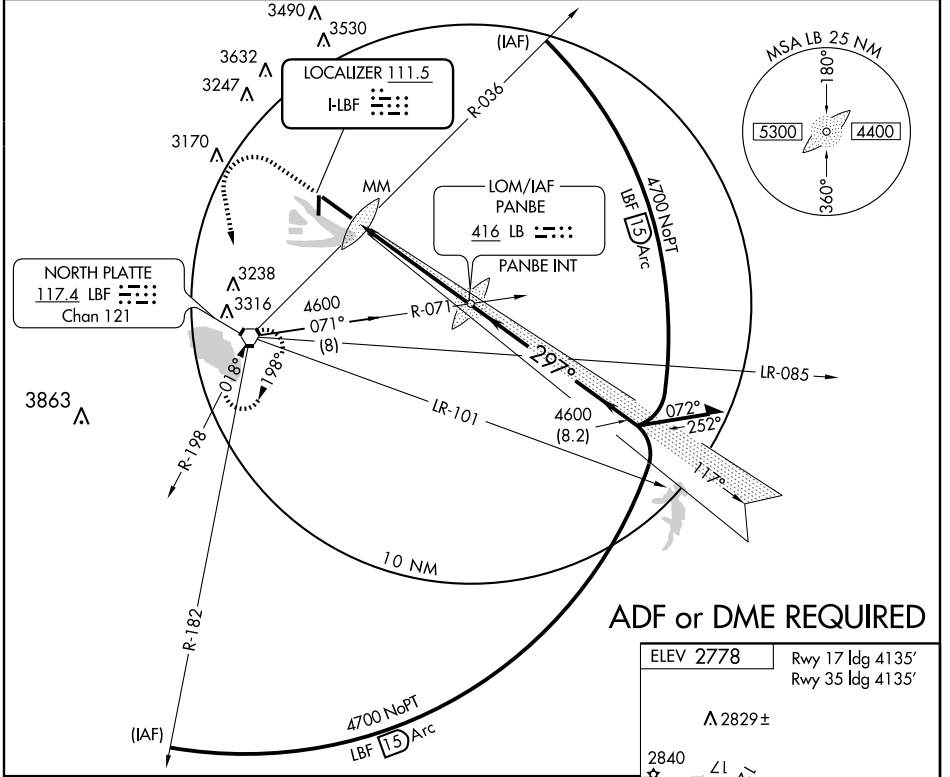 3490
3530
(IAF)
3632
3247
LOCALIZER 111.5
I-LBF
R-036
MSA LB 25 NM
180°
5300
4400
360°
3170
MM
LOM/IAF
PANBE
416 LB
PANBE INT
4700 NoPT
LBF 15 Arc
NORTH PLATTE
117.4 LBF
Chan 121
3238
3316
4600
071°
(8)
R-071
297°
LR-085
018°
198°
3863
LR-101
4600
(8.2)
072°
252°
R-198
117°
10 NM
R-182
ADF or DME REQUIRED
ELEV 2778
Rwy 17 ldg 4135'
Rwy 35 ldg 4135'
2829 ±
(IAF)
4700 NoPT
LBF 15 Arc
2840
17